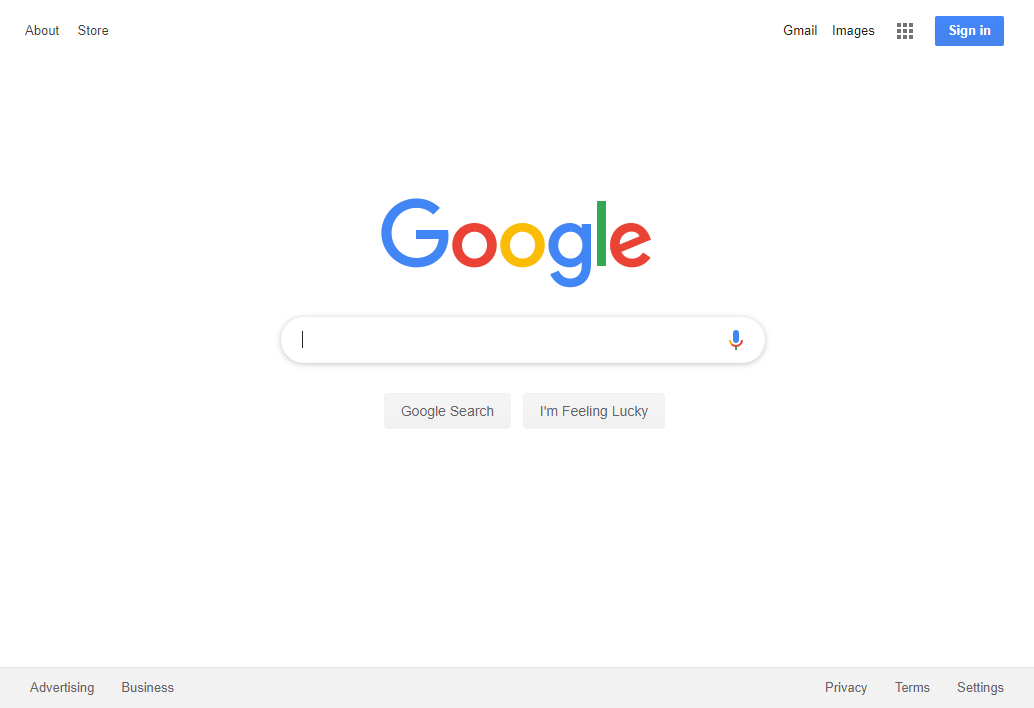 About Store Gmail Images Sign in
Google
Google Search I'm Feeling Lucky
Advertising Business Privacy Terms Settings